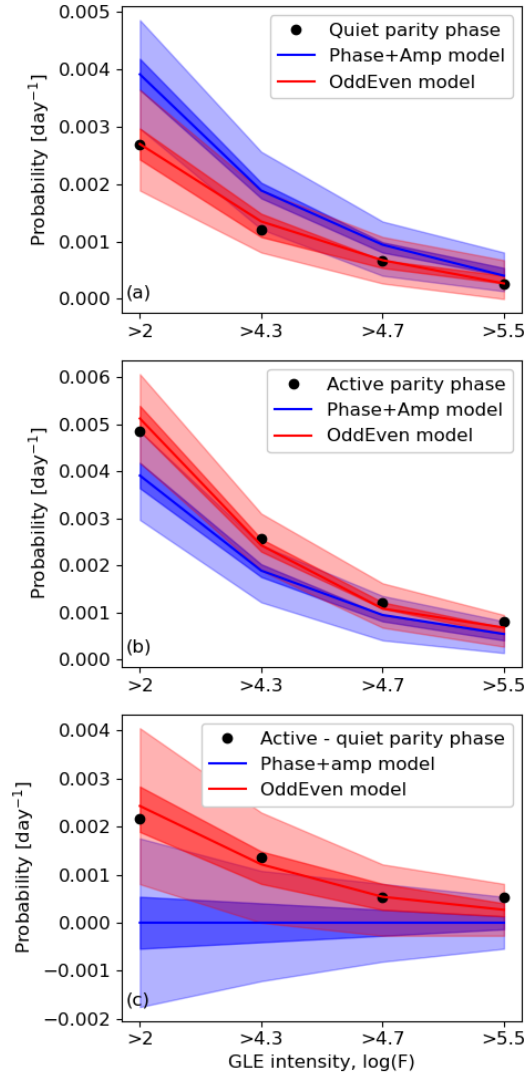 0.005
0.004
0.003
0.002
0.001
0.000
Probability [day⁻¹]
Quiet parity phase
Phase+Amp model
OddEven model
(a)
>2 >4.3 >4.7 >5.5
0.006
0.005
0.004
0.003
0.002
0.001
0.000
Probability [day⁻¹]
Active parity phase
Phase+Amp model
OddEven model
(b)
>2 >4.3 >4.7 >5.5
0.004
0.003
0.002
0.001
0.000
−0.001
−0.002
Probability [day⁻¹]
Active - quiet parity phase
Phase+amp model
OddEven model
(c)
>2 >4.3 >4.7 >5.5
GLE intensity, log(F)